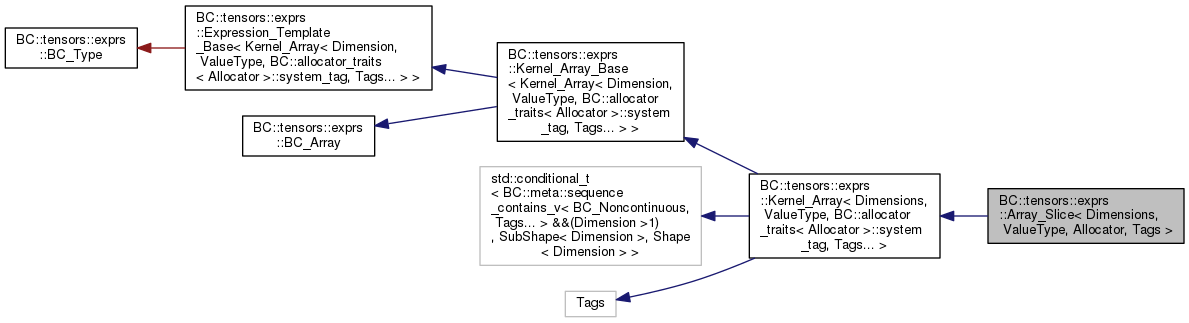 BC::tensors::exprs
::BC_Type
BC::tensors::exprs
::Expression_Template
_Base< Kernel_Array< Dimension,
ValueType, BC::allocator_traits
< Allocator >::system_tag, Tags... > >
BC::tensors::exprs
::BC_Array
BC::tensors::exprs
::Kernel_Array_Base
< Kernel_Array< Dimension,
ValueType, BC::allocator
_traits< Allocator >::system
_tag, Tags... > >
std::conditional_t
< BC::meta::sequence
_contains_v< BC_Noncontinuous,
Tags... > &&(Dimension >1)
, SubShape< Dimension >, Shape
< Dimension > >
Tags
BC::tensors::exprs
::Kernel_Array< Dimensions,
ValueType, BC::allocator
_traits< Allocator >::system
_tag, Tags... >
BC::tensors::exprs
::Array_Slice< Dimensions,
ValueType, Allocator, Tags >